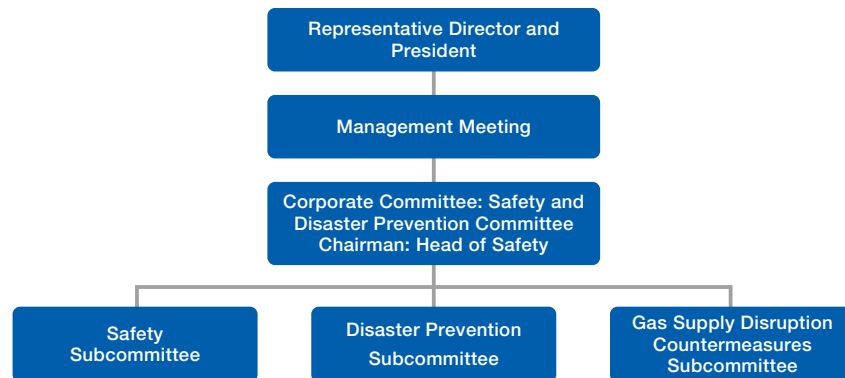 Representative Director and
President
Management Meeting
Corporate Committee: Safety and
Disaster Prevention Committee
Chairman: Head of Safety
Safety
Subcommittee
Disaster Prevention
Subcommittee
Gas Supply Disruption
Countermeasures
Subcommittee